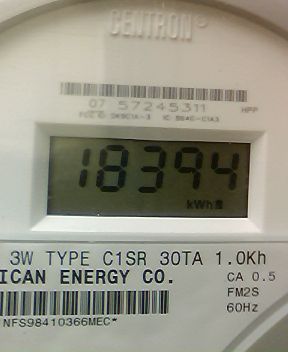 CENTRON®
07 57245311 HPP
18394
kWh
3W TYPE C1SR 30TA 1.0Kh
ICAN ENERGY CO.
CA 0.5
FM2S
60Hz
*NFS98410366MEC*